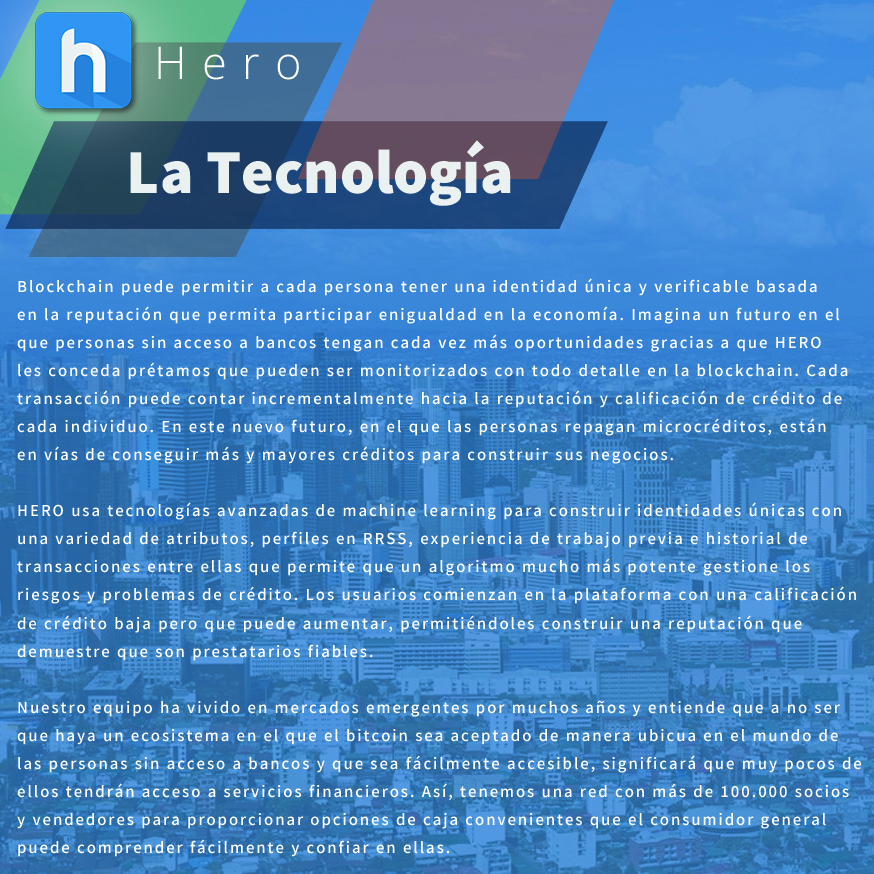 h
Hero
La Tecnología
Blockchain puede permitir a cada persona tener una identidad única y verificable basada
en la reputación que permita participar enigualdad en la economía. Imagina un futuro en el
que personas sin acceso a bancos tengan cada vez más oportunidades gracias a que HERO
les conceda prétamos que pueden ser monitorizados con todo detalle en la blockchain. Cada
transacción puede contar incrementalmente hacia la reputación y calificación de crédito de
cada individuo. En este nuevo futuro, en el que las personas repagan microcréditos, están
en vías de conseguir más y mayores créditos para construir sus negocios.
HERO usa tecnologías avanzadas de machine learning para construir identidades únicas con
una variedad de atributos, perfiles en RRSS, experiencia de trabajo previa e historial de
transacciones entre ellas que permite que un algoritmo mucho más potente gestione los
riesgos y problemas de crédito. Los usuarios comienzan en la plataforma con una calificación
de crédito baja pero que puede aumentar, permitiéndoles construir una reputación que
demuestre que son prestatarios fiables.
Nuestro equipo ha vivido en mercados emergentes por muchos años y entiende que a no ser
que haya un ecosistema en el que el bitcoin sea aceptado de manera ubicua en el mundo de
las personas sin acceso a bancos y que sea fácilmente accesible, significará que muy pocos de
ellos tendrán acceso a servicios financieros. Así, tenemos una red con más de 100,000 socios
y vendedores para proporcionar opciones de caja convenientes que el consumidor general
puede comprender fácilmente y confiar en ellas.